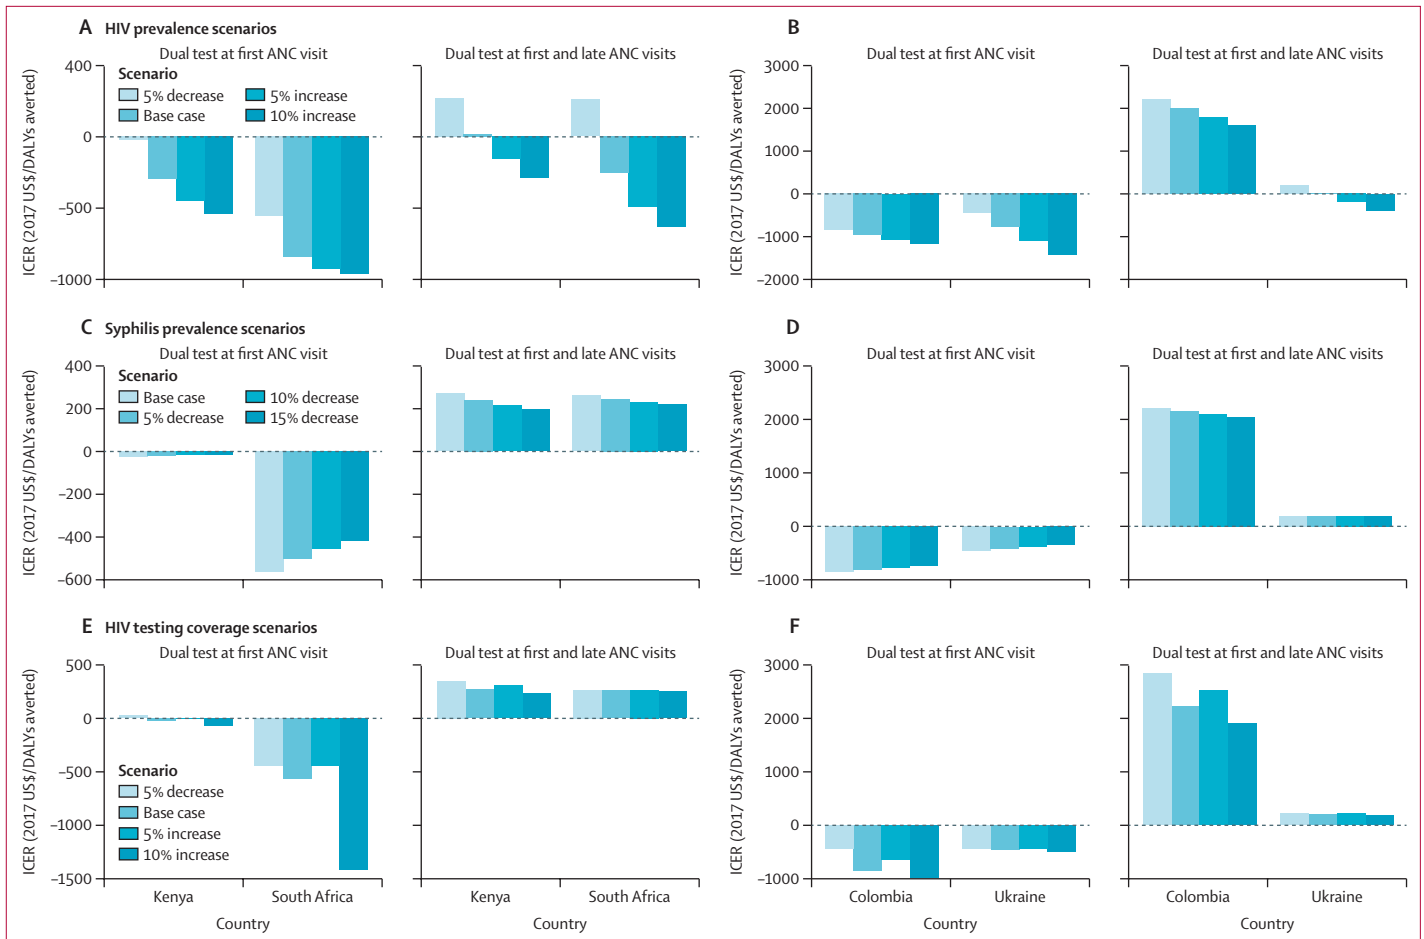 A HIV prevalence scenarios
Dual test at first ANC visit
Dual test at first and late ANC visits
ICER (2017 US$/DALYs averted)
400
0
–500
–1000
Scenario
5% decrease
5% increase
Base case
10% increase
B
Dual test at first ANC visit
Dual test at first and late ANC visits
ICER (2017 US$/DALYs averted)
3000
2000
1000
0
–1000
–2000
C Syphilis prevalence scenarios
Dual test at first ANC visit
Dual test at first and late ANC visits
ICER (2017 US$/DALYs averted)
400
200
0
–200
–400
–600
Scenario
Base case
10% decrease
5% decrease
15% decrease
D
Dual test at first ANC visit
Dual test at first and late ANC visits
ICER (2017 US$/DALYs averted)
3000
2000
1000
0
–1000
E HIV testing coverage scenarios
Dual test at first ANC visit
Dual test at first and late ANC visits
ICER (2017 US$/DALYs averted)
500
0
–500
–1000
–1500
Scenario
5% decrease
Base case
5% increase
10% increase
Kenya
South Africa
Country
Kenya
South Africa
Country
F
Dual test at first ANC visit
Dual test at first and late ANC visits
ICER (2017 US$/DALYs averted)
3000
2000
1000
0
–1000
Colombia
Ukraine
Country
Colombia
Ukraine
Country